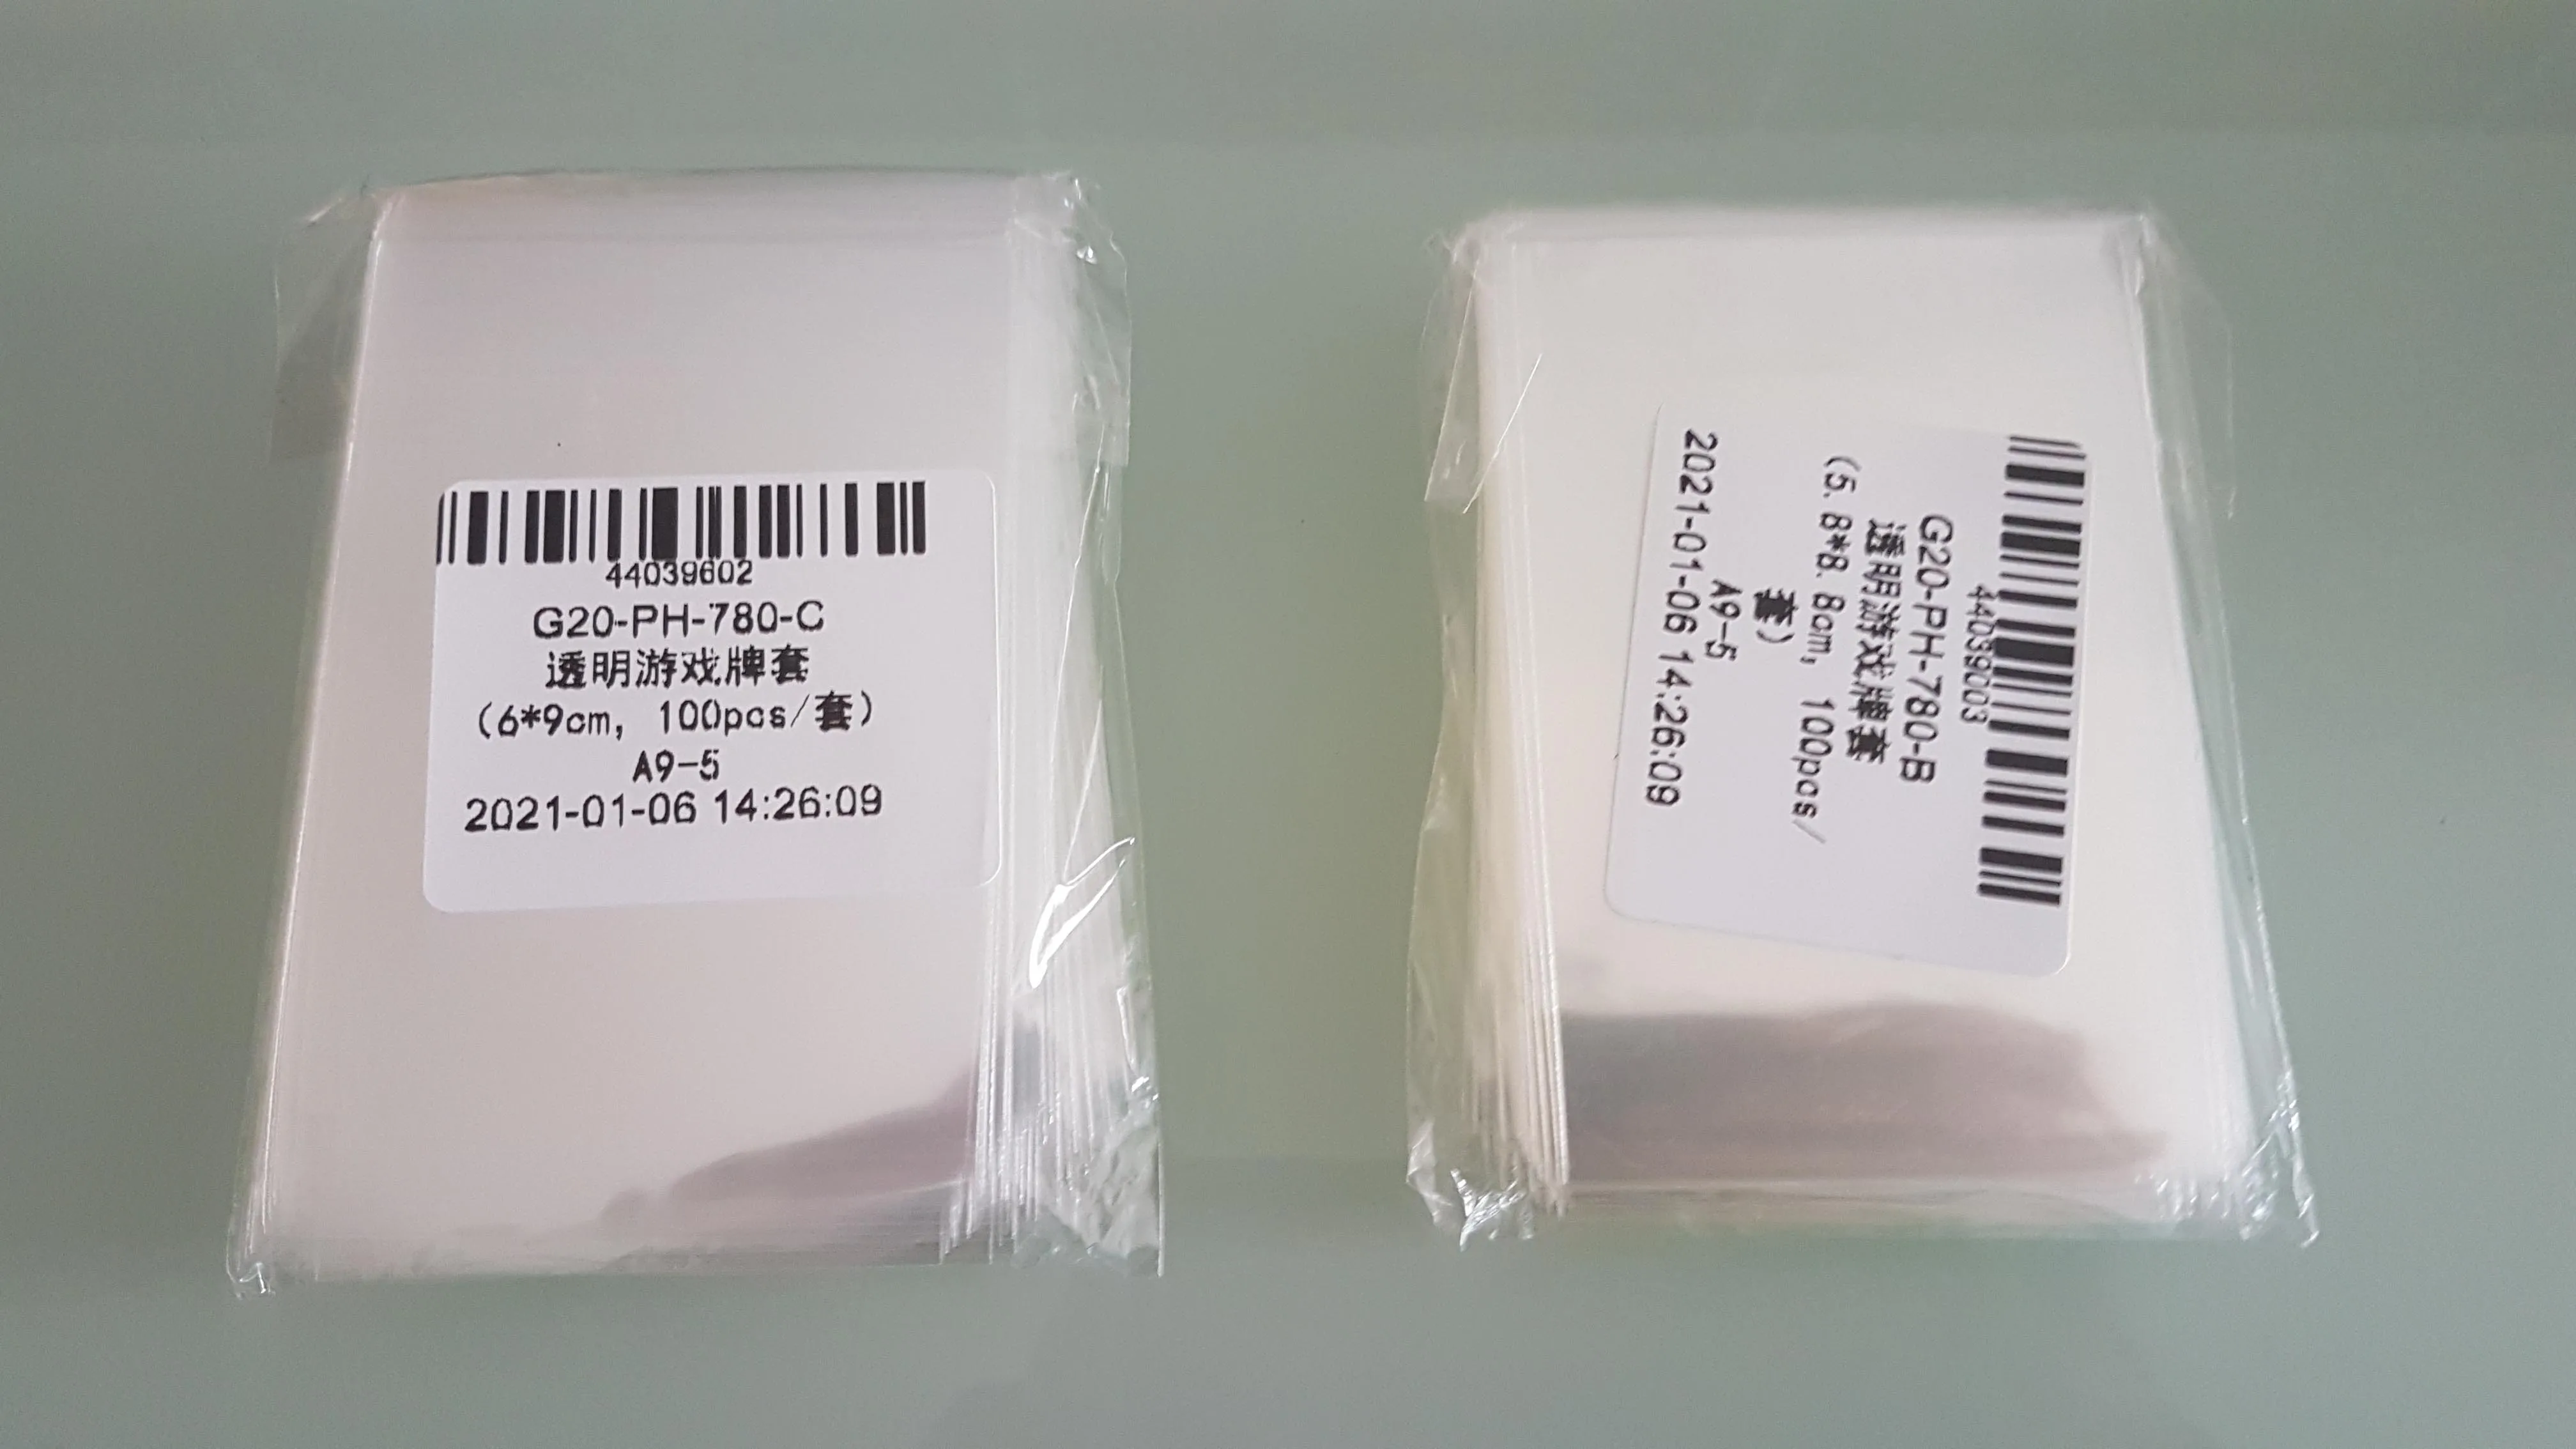 44039602
G20-PH-780-C
透明游戏牌套
(6*9cm, 100pcs/套)
A9-5
2021-01-06 14:26:09
44039003
G20-PH-780-B
透明游戏牌套
(5.8*8.8cm, 100pcs/
套)
A9-5
2021-01-06 14:26:09